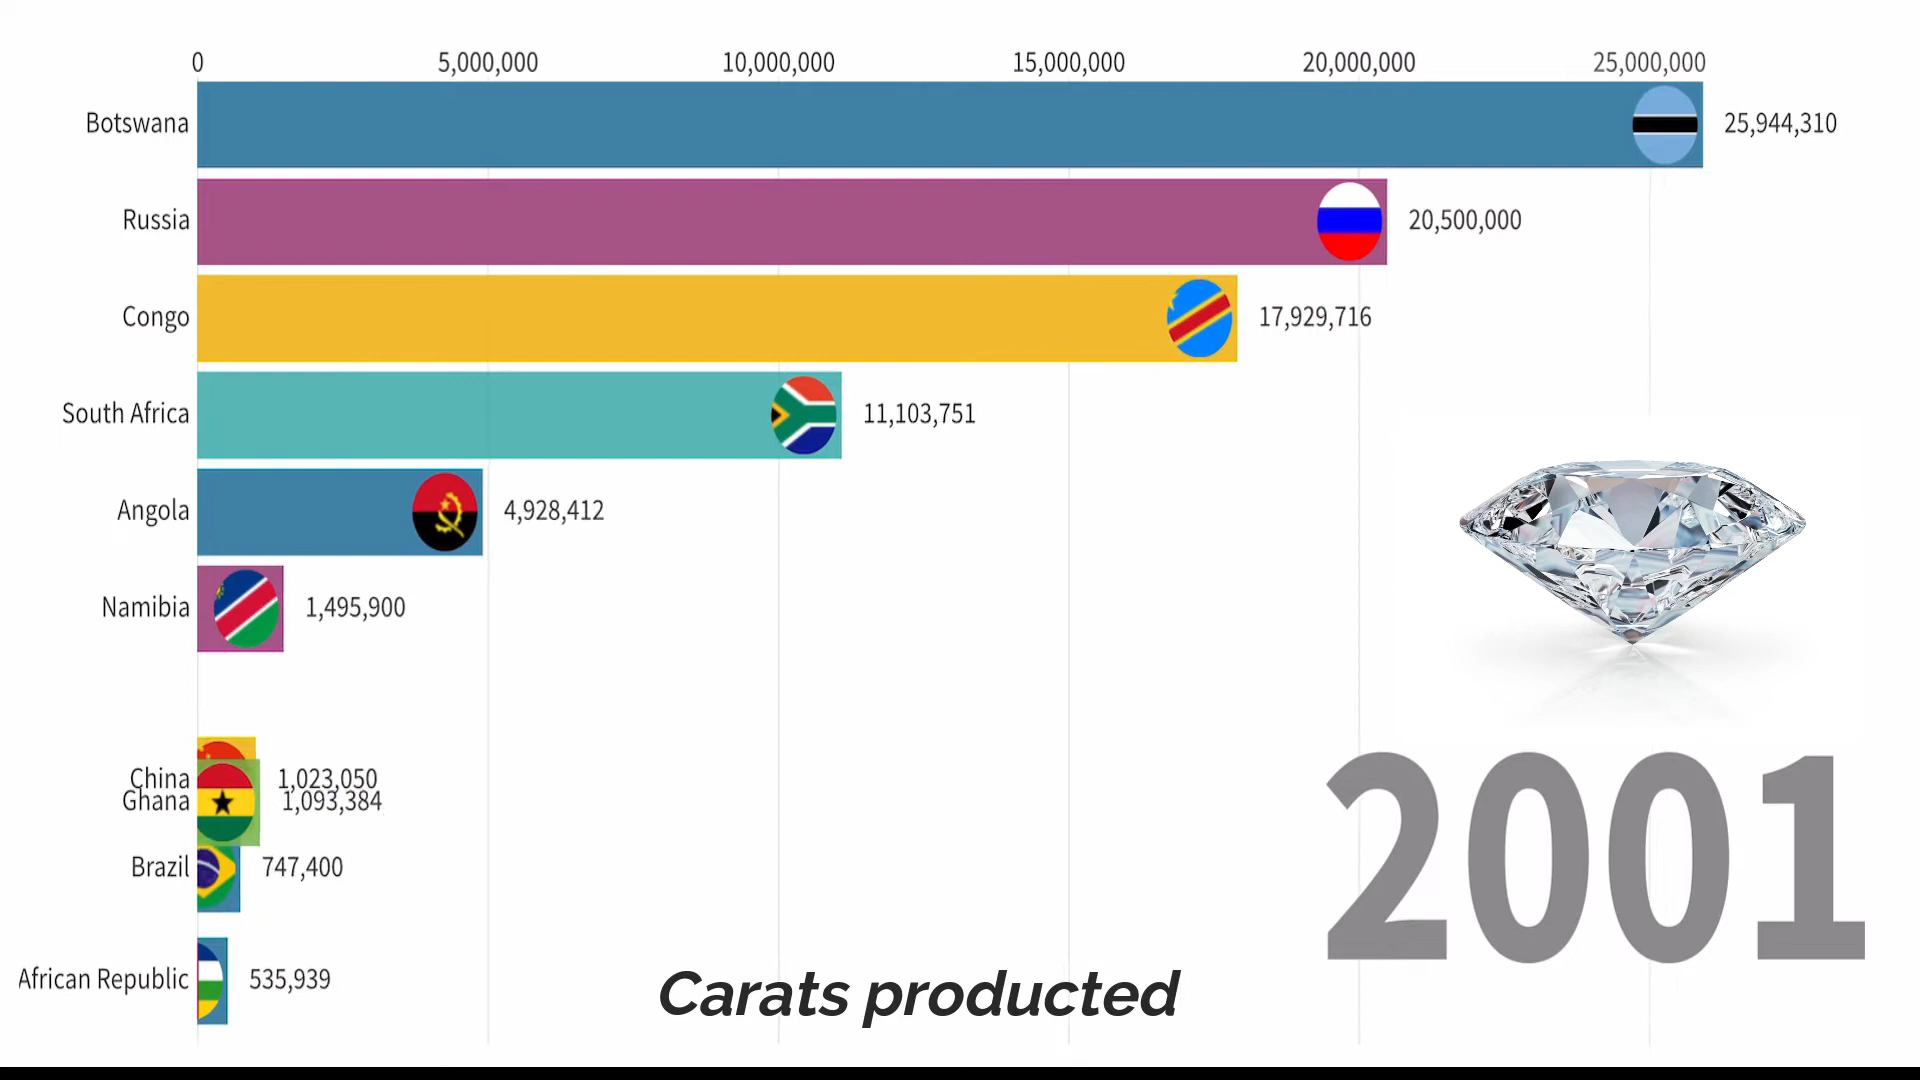 0 5,000,000 10,000,000 15,000,000 20,000,000 25,000,000
Botswana 25,944,310
Russia 20,500,000
Congo 17,929,716
South Africa 11,103,751
Angola 4,928,412
Namibia 1,495,900
China 1,023,050
Ghana 1,093,384
Brazil 747,400
African Republic 535,939
2001
Carats producted